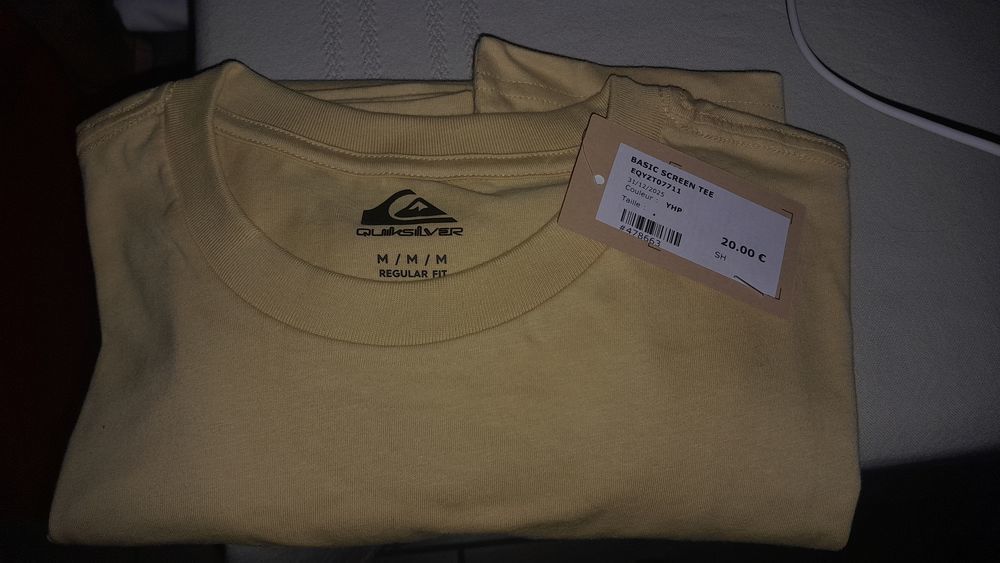 QUIKSILVER
M / M / M
REGULAR FIT
BASIC SCREEN TEE
EQYZT07711
31/12/2025
Couleur : YHP
Taille :
#478663
20.00 €
SH